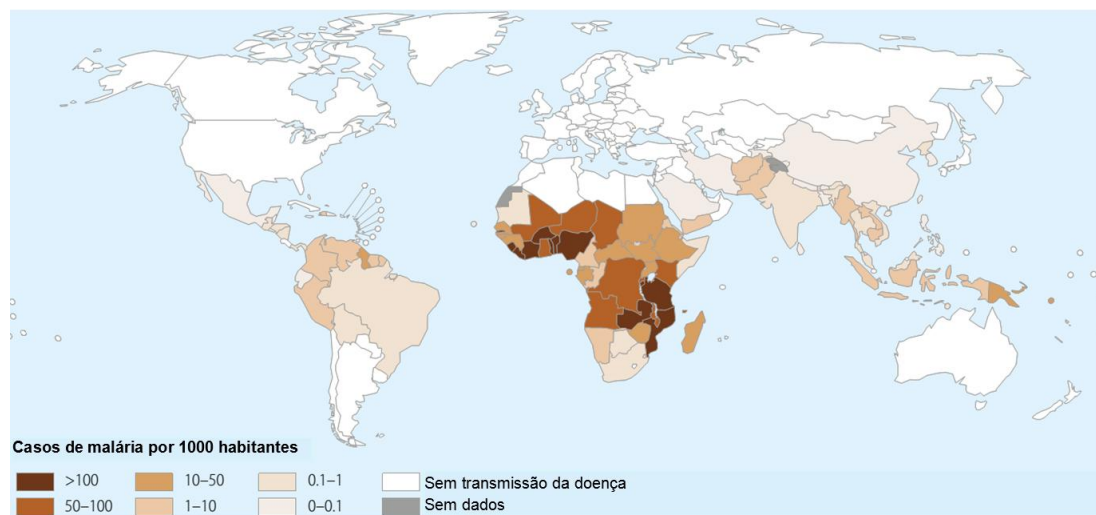 Casos de malária por 1000 habitantes
>100 10–50 0.1–1 Sem transmissão da doença
50–100 1–10 0–0.1 Sem dados